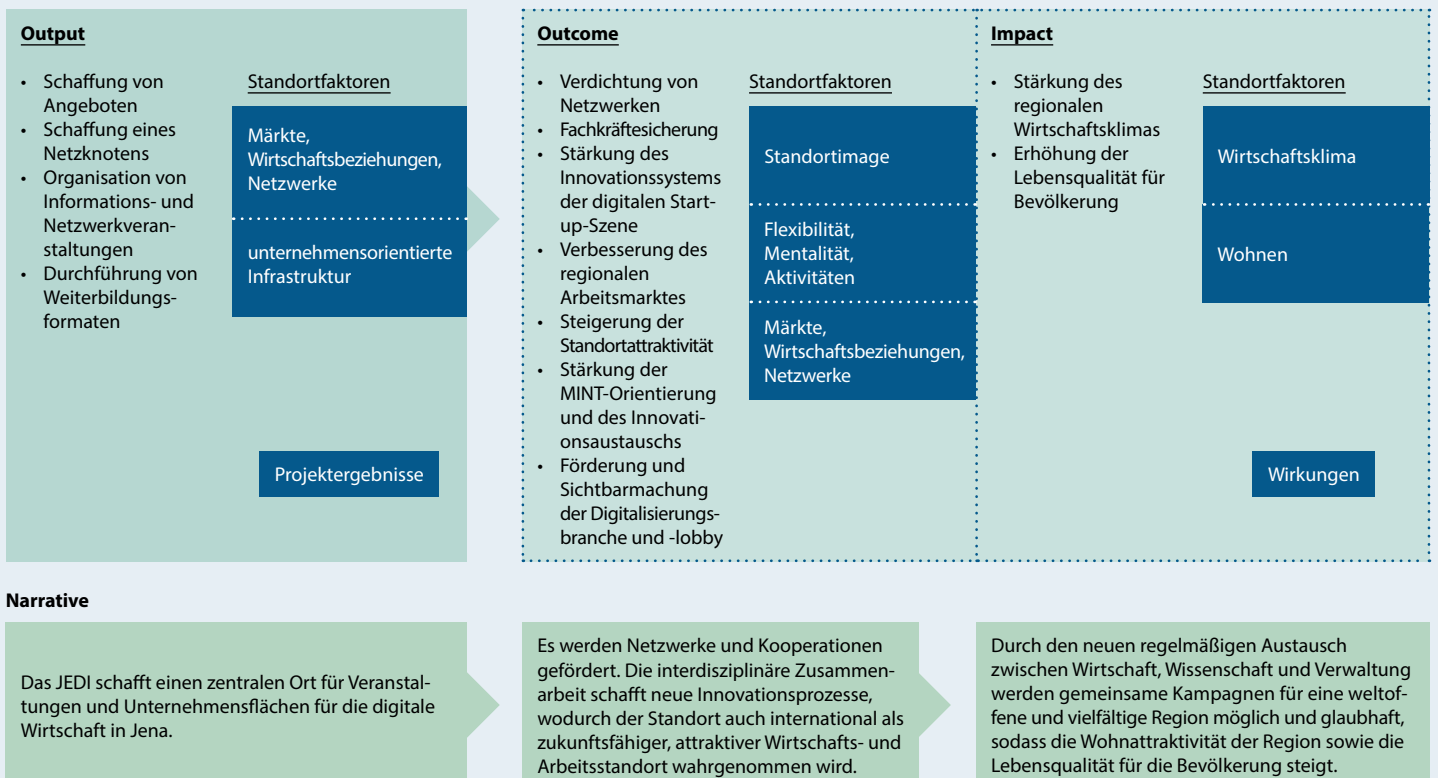 Output
• Schaffung von
Angeboten
• Schaffung eines
Netzknotens
• Organisation von
Informations- und
Netzwerkveran-
staltungen
• Durchführung von
Weiterbildungs-
formaten
Standortfaktoren
Märkte,
Wirtschaftsbeziehungen,
Netzwerke
unternehmensorientierte
Infrastruktur
Projektergebnisse
Outcome
• Verdichtung von
Netzwerken
• Fachkräftesicherung
• Stärkung des
Innovationssystems
der digitalen Start-
up-Szene
• Verbesserung des
regionalen
Arbeitsmarktes
• Steigerung der
Standortattraktivität
• Stärkung der
MINT-Orientierung
und des Innovati-
onsaustauschs
• Förderung und
Sichtbarmachung
der Digitalisierungs-
branche und -lobby
Standortfaktoren
Standortimage
Flexibilität,
Mentalität,
Aktivitäten
Märkte,
Wirtschaftsbeziehungen,
Netzwerke
Impact
• Stärkung des
regionalen
Wirtschaftsklimas
• Erhöhung der
Lebensqualität für
Bevölkerung
Standortfaktoren
Wirtschaftsklima
Wohnen
Wirkungen
Narrative
Das JEDI schafft einen zentralen Ort für Veranstal-
tungen und Unternehmensflächen für die digitale
Wirtschaft in Jena.
Es werden Netzwerke und Kooperationen
gefördert. Die interdisziplinäre Zusammen-
arbeit schafft neue Innovationsprozesse,
wodurch der Standort auch international als
zukunftsfähiger, attraktiver Wirtschafts- und
Arbeitsstandort wahrgenommen wird.
Durch den neuen regelmäßigen Austausch
zwischen Wirtschaft, Wissenschaft und Verwaltung
werden gemeinsame Kampagnen für eine weltof-
fene und vielfältige Region möglich und glaubhaft,
sodass die Wohnattraktivität der Region sowie die
Lebensqualität für die Bevölkerung steigt.